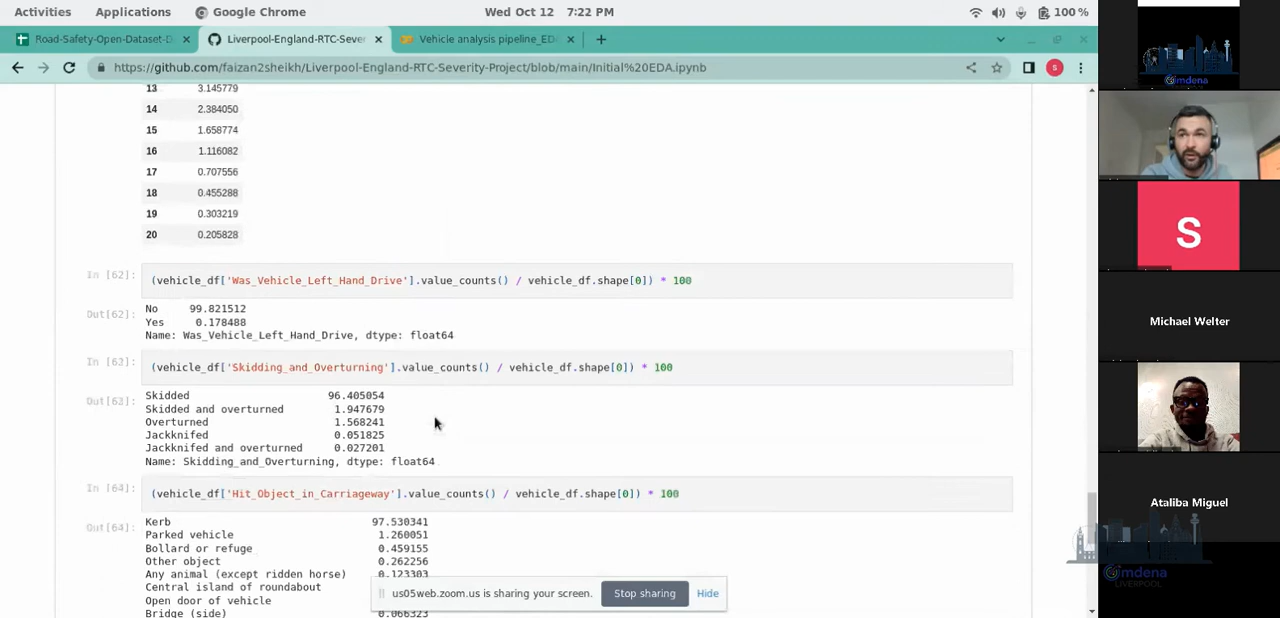 Activities Applications Google Chrome Wed Oct 12 7:22 PM 100 %
Road-Safety-Open-Dataset-D × Liverpool-England-RTC-Sever × Vehicle analysis pipeline_ED × +
https://github.com/faizan2sheikh/Liverpool-England-RTC-Severity-Project/blob/main/Initial%20EDA.ipynb S
13 3.145779
14 2.384050
15 1.658774
16 1.116082
17 0.707556
18 0.455288
19 0.303219
20 0.205828
In [62]: (vehicle_df['Was_Vehicle_Left_Hand_Drive'].value_counts() / vehicle_df.shape[0]) * 100
Out[62]: No 99.821512
Yes 0.178488
Name: Was_Vehicle_Left_Hand_Drive, dtype: float64
In [62]: (vehicle_df['Skidding_and_Overturning'].value_counts() / vehicle_df.shape[0]) * 100
Out[63]: Skidded 96.405054
Skidded and overturned 1.947679
Overturned 1.568241
Jackknifed 0.051825
Jackknifed and overturned 0.027201
Name: Skidding_and_Overturning, dtype: float64
In [64]: (vehicle_df['Hit_Object_in_Carriageway'].value_counts() / vehicle_df.shape[0]) * 100
Out[64]: Kerb 97.530341
Parked vehicle 1.260051
Bollard or refuge 0.459155
Other object 0.262256
Any animal (except ridden horse) 0.123303
Central island of roundabout
Open door of vehicle
Bridge (side) 0.066323
us05web.zoom.us is sharing your screen. Stop sharing Hide
omdena
S
Michael Welter
Ataliba Miguel
omdena
LIVERPOOL